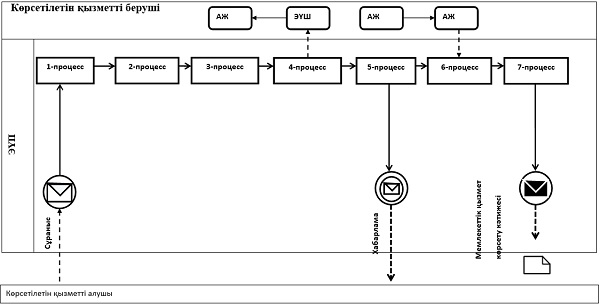 Көрсетілетін қызметті беруші
АЖ
ЭҮШ
АЖ
АЖ
1-процесс
2-процесс
3-процесс
4-процесс
5-процесс
6-процесс
7-процесс
ЭҮП
Сұраныс
Хабарлама
Мемлекеттік қызмет
көрсету нәтижесі
Көрсетілетін қызметті алушы